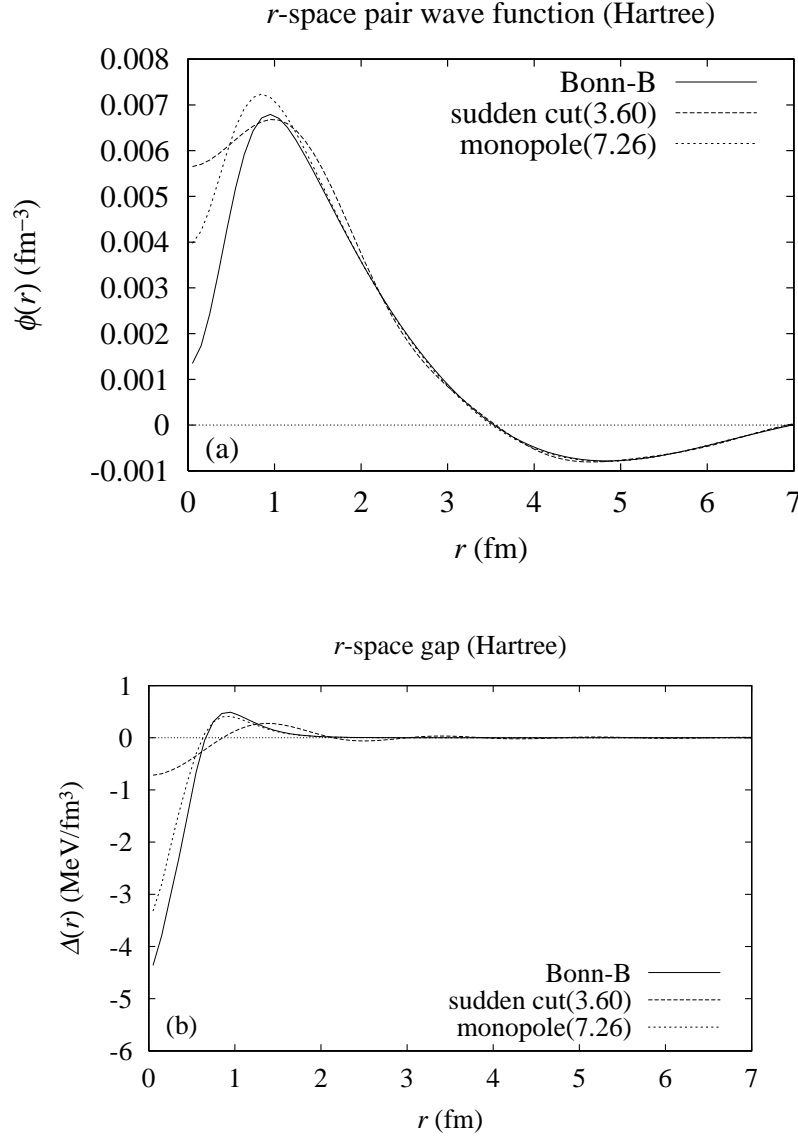 r-space pair wave function (Hartree)
0.008
0.007
0.006
0.005
0.004
0.003
0.002
0.001
0
-0.001
ϕ(r) (fm⁻³)
Bonn-B
sudden cut(3.60)
monopole(7.26)
(a)
0 1 2 3 4 5 6 7
r (fm)
r-space gap (Hartree)
1
0
-1
-2
-3
-4
-5
-6
Δ(r) (MeV/fm³)
Bonn-B
sudden cut(3.60)
monopole(7.26)
(b)
0 1 2 3 4 5 6 7
r (fm)